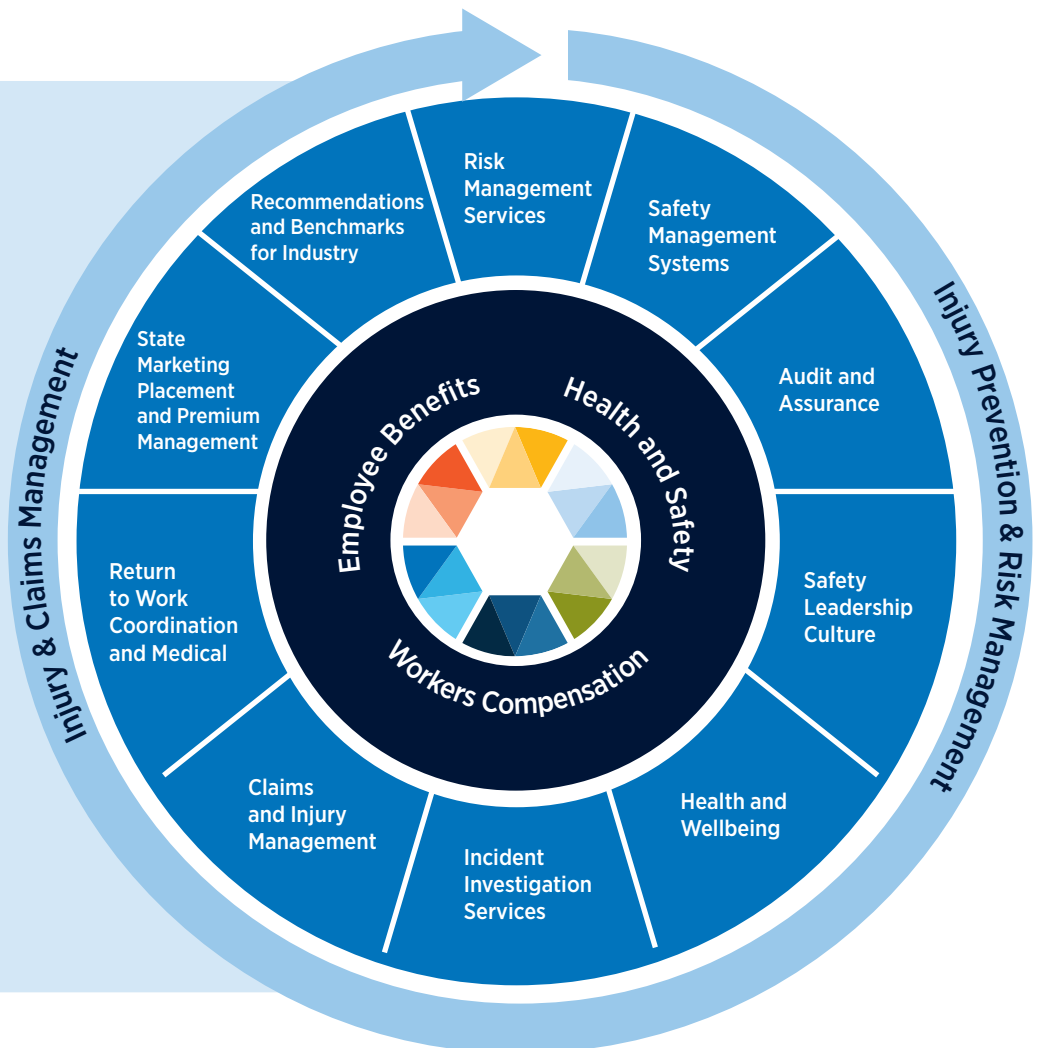 Risk
Management
Services
Safety
Management
Systems
Audit and
Assurance
Safety
Leadership
Culture
Health and
Wellbeing
Incident
Investigation
Services
Claims
and Injury
Management
Return
to Work
Coordination
and Medical
State
Marketing
Placement
and Premium
Management
Recommendations
and Benchmarks
for Industry
Injury Prevention & Risk Management
Injury & Claims Management
Employee Benefits
Health and Safety
Workers Compensation